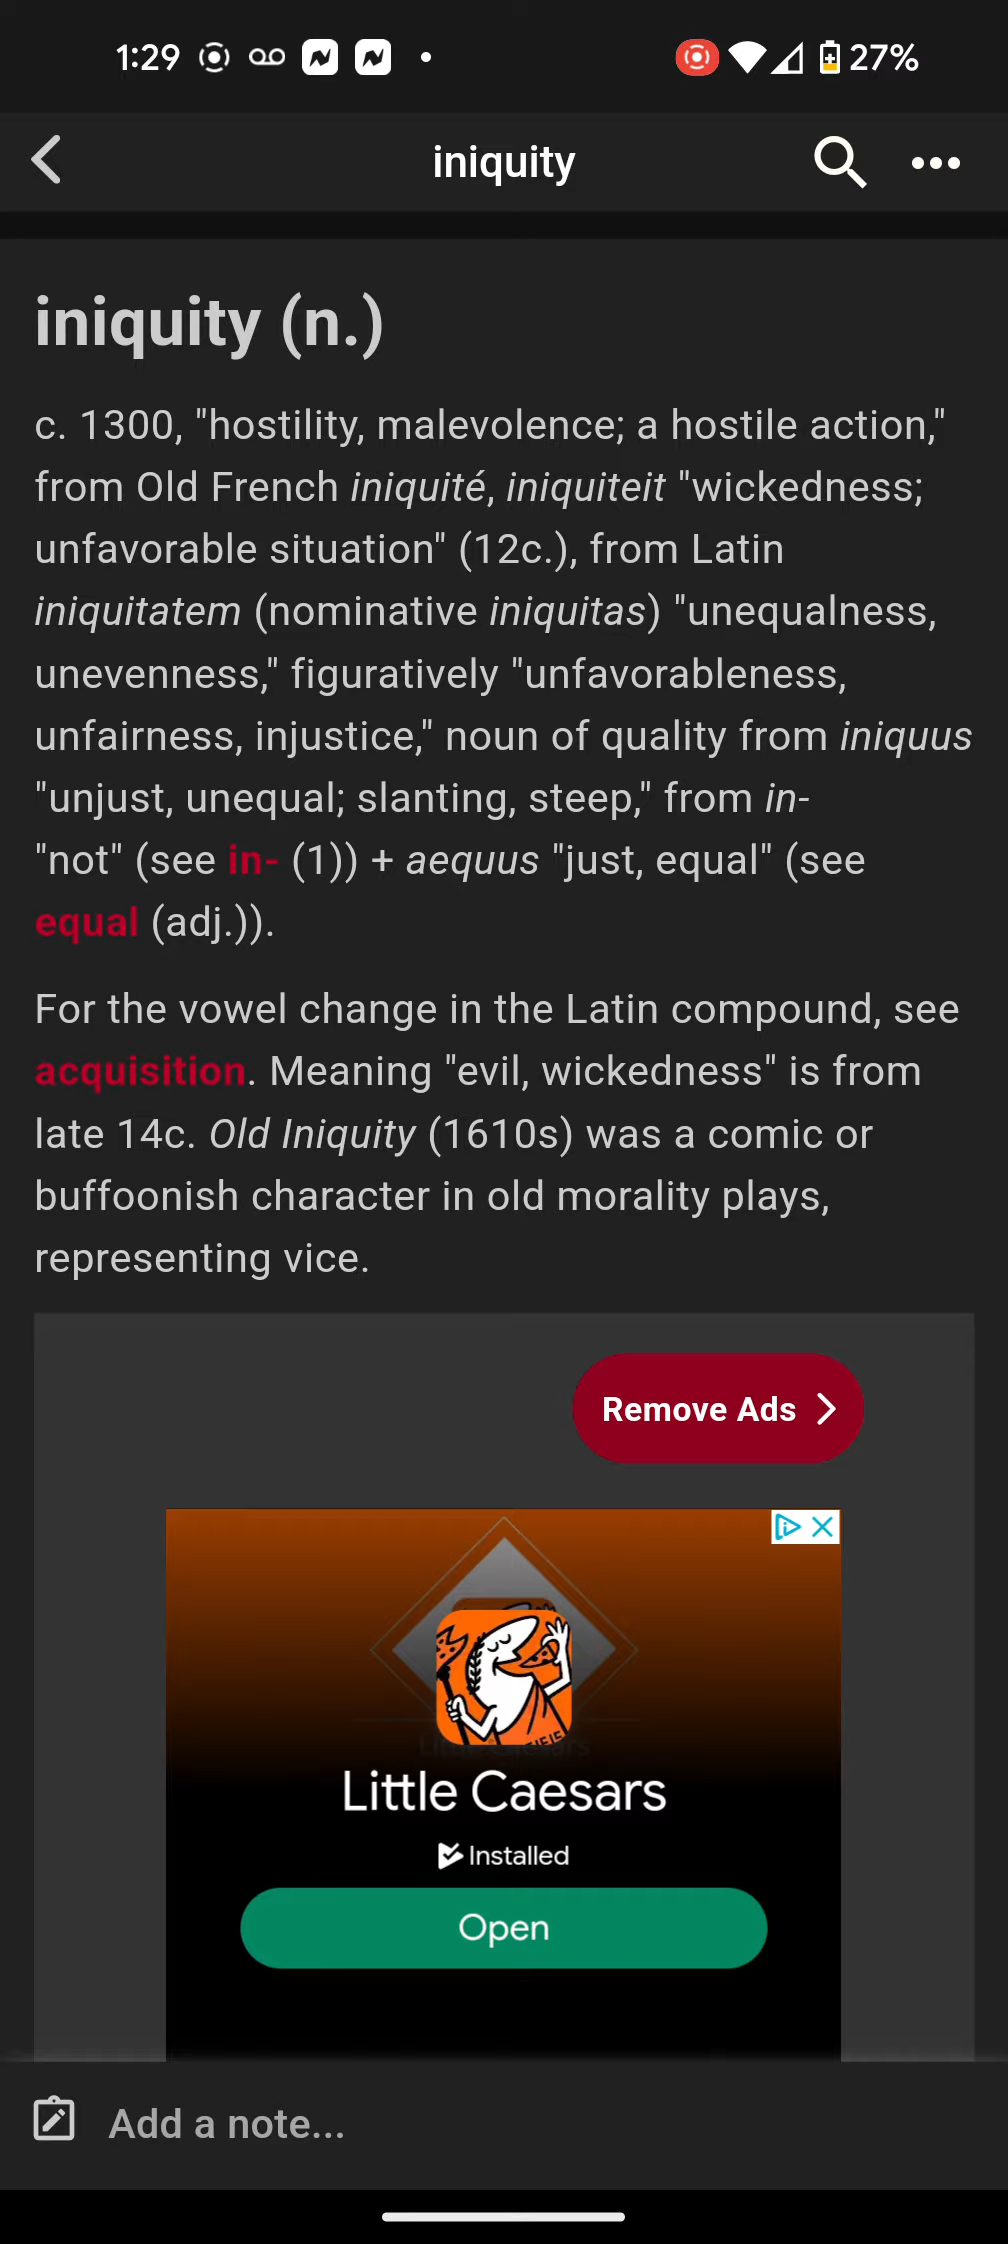 1:29
27%
iniquity
iniquity (n.)
c. 1300, "hostility, malevolence; a hostile action,"
from Old French iniquité, iniquiteit "wickedness;
unfavorable situation" (12c.), from Latin
iniquitatem (nominative iniquitas) "unequalness,
unevenness," figuratively "unfavorableness,
unfairness, injustice," noun of quality from iniquus
"unjust, unequal; slanting, steep," from in-
"not" (see in- (1)) + aequus "just, equal" (see
equal (adj.)).
For the vowel change in the Latin compound, see
acquisition. Meaning "evil, wickedness" is from
late 14c. Old Iniquity (1610s) was a comic or
buffoonish character in old morality plays,
representing vice.
Remove Ads
Little Caesars
Installed
Open
Add a note...